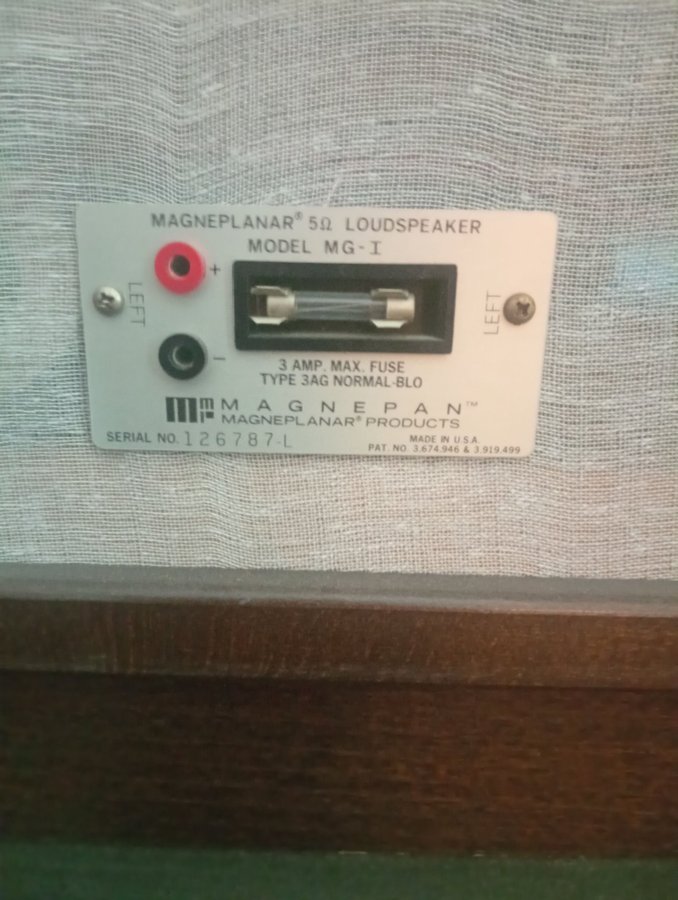 MAGNEPLANAR® 5Ω LOUDSPEAKER
MODEL MG-I
+
LEFT
LEFT
-
3 AMP. MAX. FUSE
TYPE 3AG NORMAL-BLO
MAGNEPAN™
MAGNEPLANAR® PRODUCTS
SERIAL NO. 126787-L
MADE IN U.S.A.
PAT. NO. 3.674.946 & 3.919.499